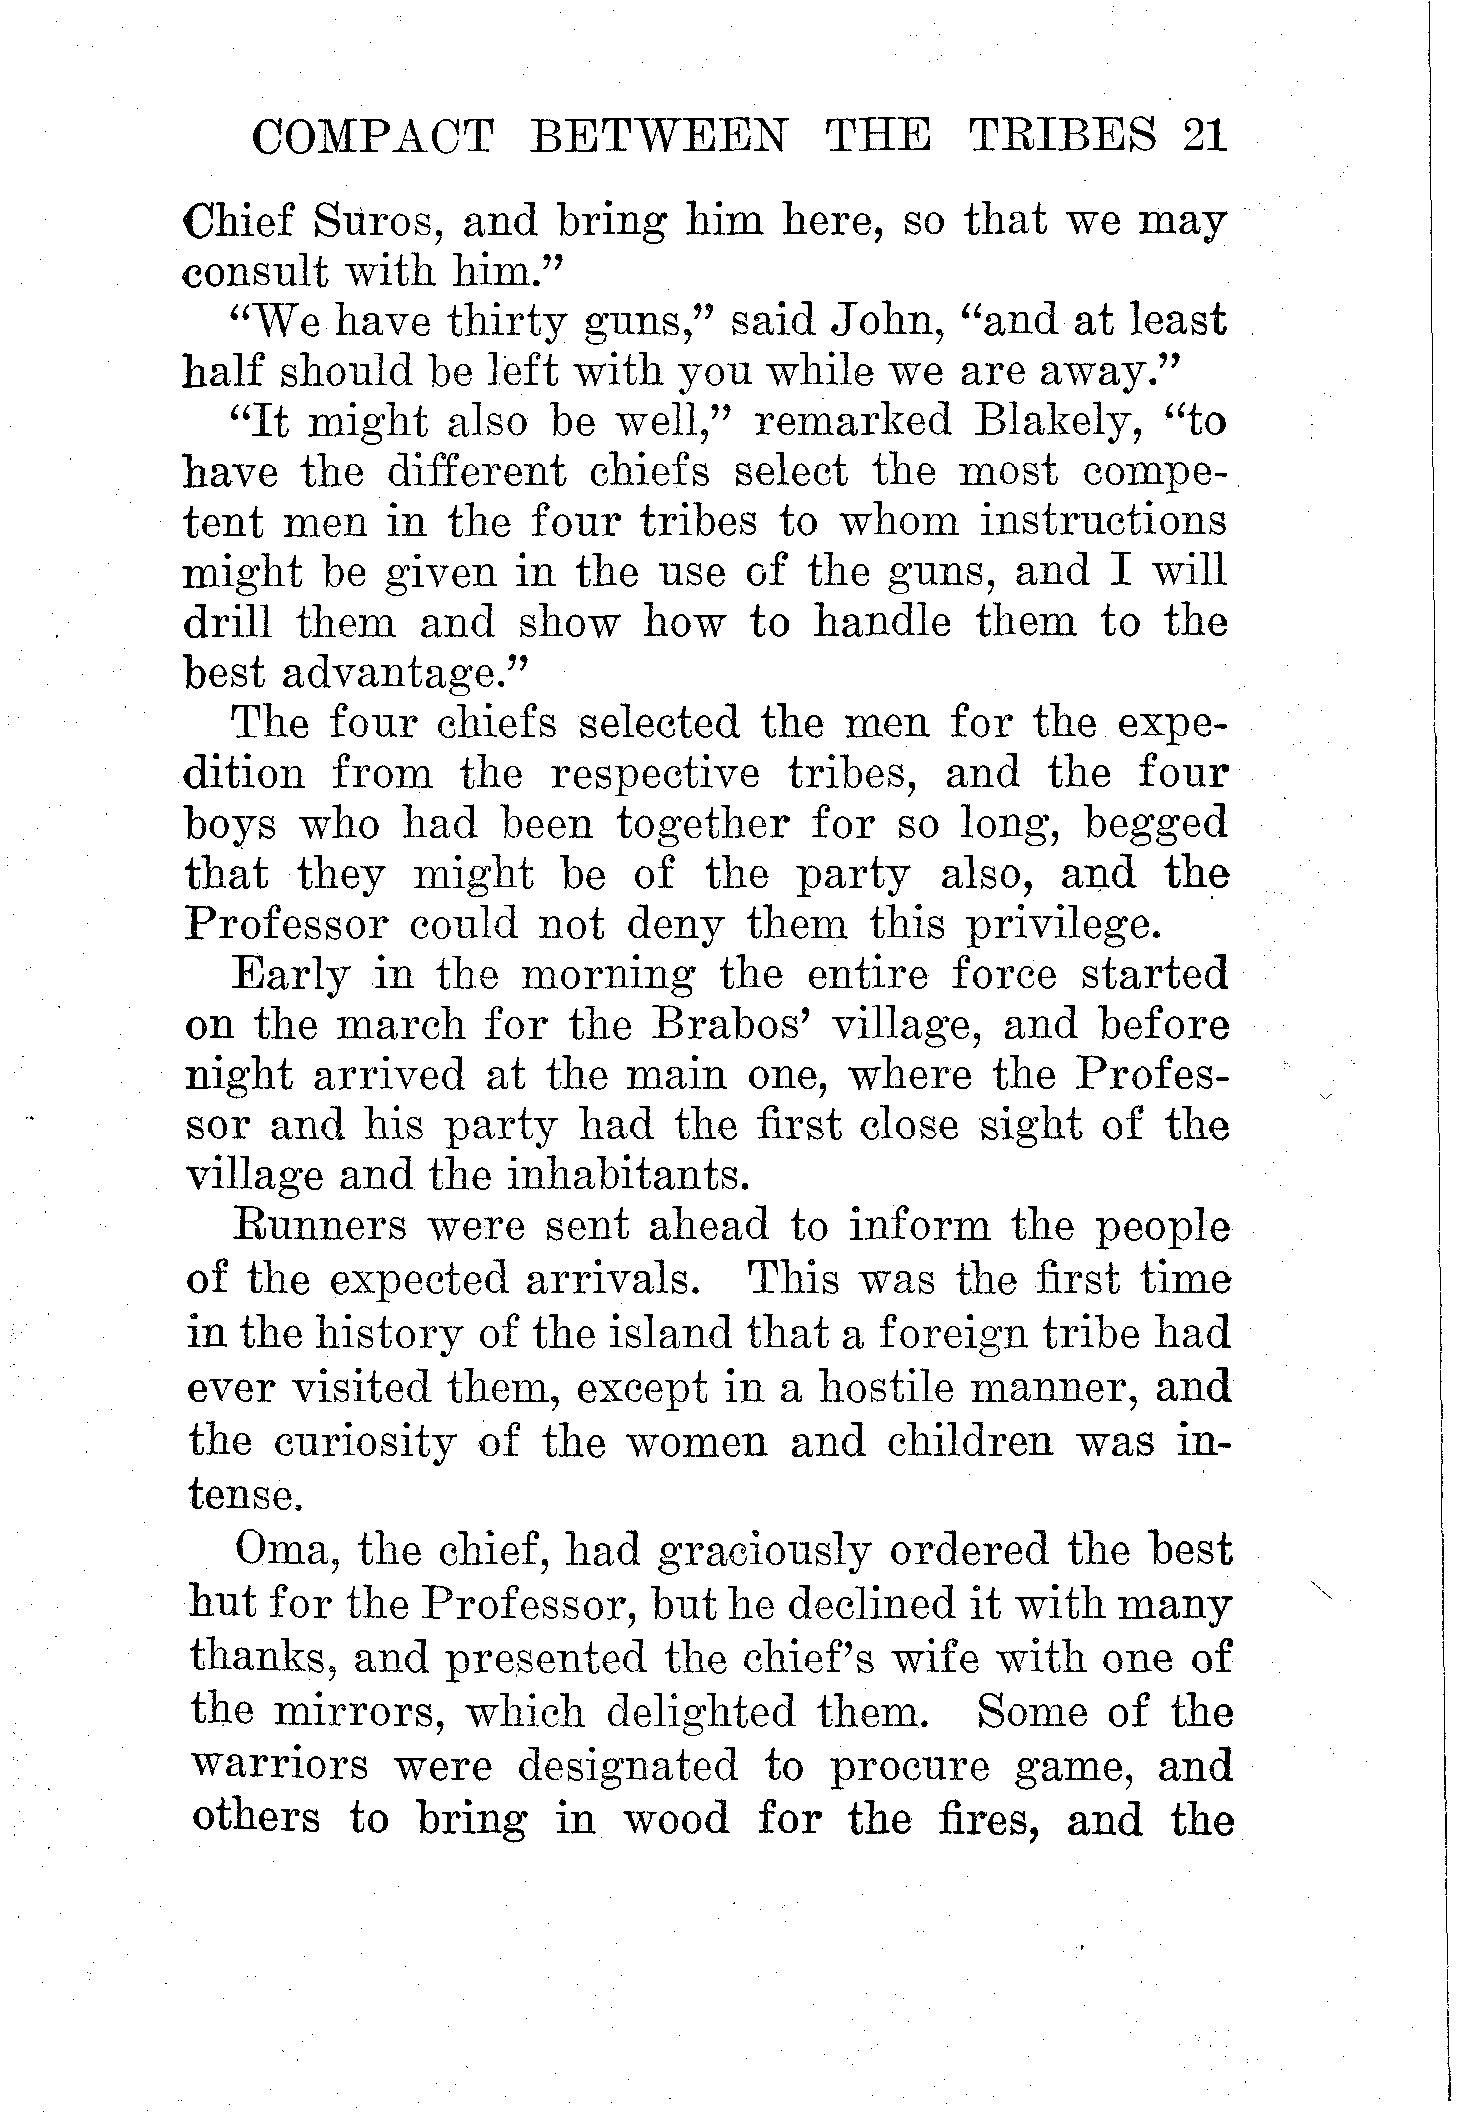 COMPACT BETWEEN THE TRIBES 21
Chief Suros, and bring him here, so that we may
consult with him.”
“We have thirty guns,” said John, “and at least
half should be left with you while we are away.”
“It might also be well,” remarked Blakely, “to
have the different chiefs select the most compe-
tent men in the four tribes to whom instructions
might be given in the use of the guns, and I will
drill them and show how to handle them to the
best advantage.”
The four chiefs selected the men for the expe-
dition from the respective tribes, and the four
boys who had been together for so long, begged
that they might be of the party also, and the
Professor could not deny them this privilege.
Early in the morning the entire force started
on the march for the Brabos’ village, and before
night arrived at the main one, where the Profes-
sor and his party had the first close sight of the
village and the inhabitants.
Runners were sent ahead to inform the people
of the expected arrivals. This was the first time
in the history of the island that a foreign tribe had
ever visited them, except in a hostile manner, and
the curiosity of the women and children was in-
tense.
Oma, the chief, had graciously ordered the best
hut for the Professor, but he declined it with many
thanks, and presented the chief’s wife with one of
the mirrors, which delighted them. Some of the
warriors were designated to procure game, and
others to bring in wood for the fires, and the